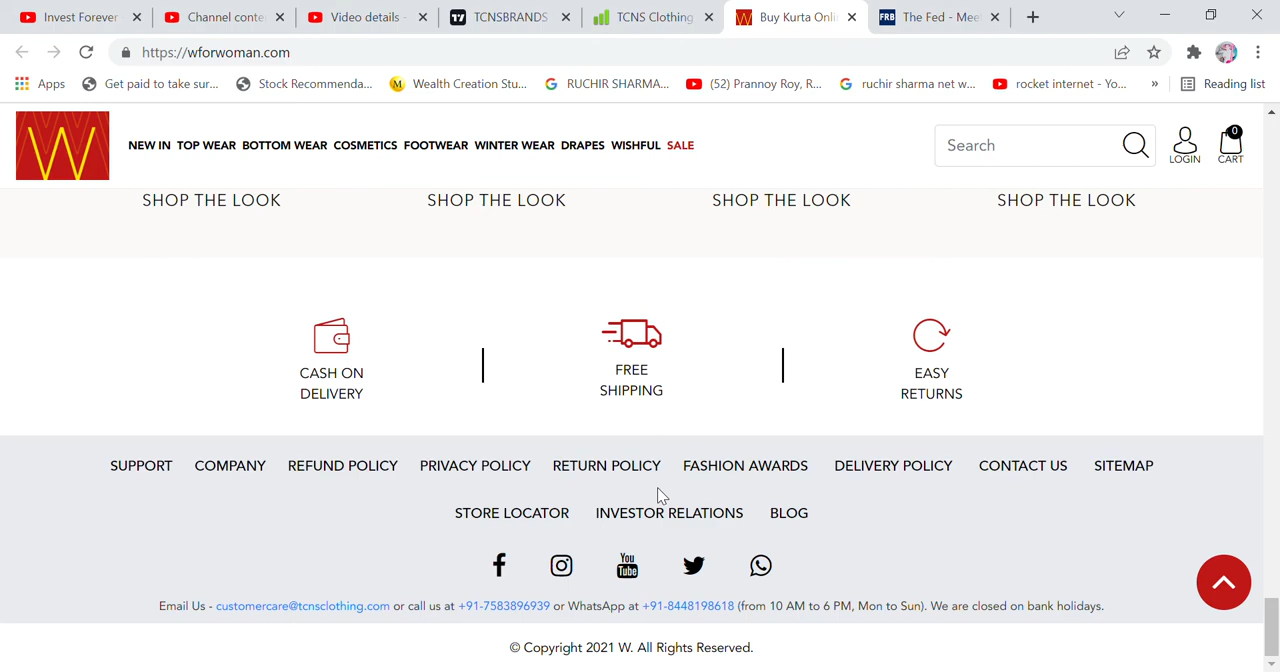 Invest Forever
Channel conte
Video details -
TCNSBRANDS
TCNS Clothing
Buy Kurta Onli
FRB The Fed - Mee
https://wforwoman.com
Apps
Get paid to take sur...
Stock Recommenda...
M Wealth Creation Stu...
G RUCHIR SHARMA...
(52) Prannoy Roy, R...
G ruchir sharma net w...
rocket internet - Yo...
»
Reading list
W
NEW IN TOP WEAR BOTTOM WEAR COSMETICS FOOTWEAR WINTER WEAR DRAPES WISHFUL SALE
Search
LOGIN
0
CART
SHOP THE LOOK SHOP THE LOOK SHOP THE LOOK SHOP THE LOOK
CASH ON
DELIVERY
FREE
SHIPPING
EASY
RETURNS
SUPPORT COMPANY REFUND POLICY PRIVACY POLICY RETURN POLICY FASHION AWARDS DELIVERY POLICY CONTACT US SITEMAP
STORE LOCATOR INVESTOR RELATIONS BLOG
You
Tube
Email Us - customercare@tcnsclothing.com or call us at +91-7583896939 or WhatsApp at +91-8448198618 (from 10 AM to 6 PM, Mon to Sun). We are closed on bank holidays.
© Copyright 2021 W. All Rights Reserved.